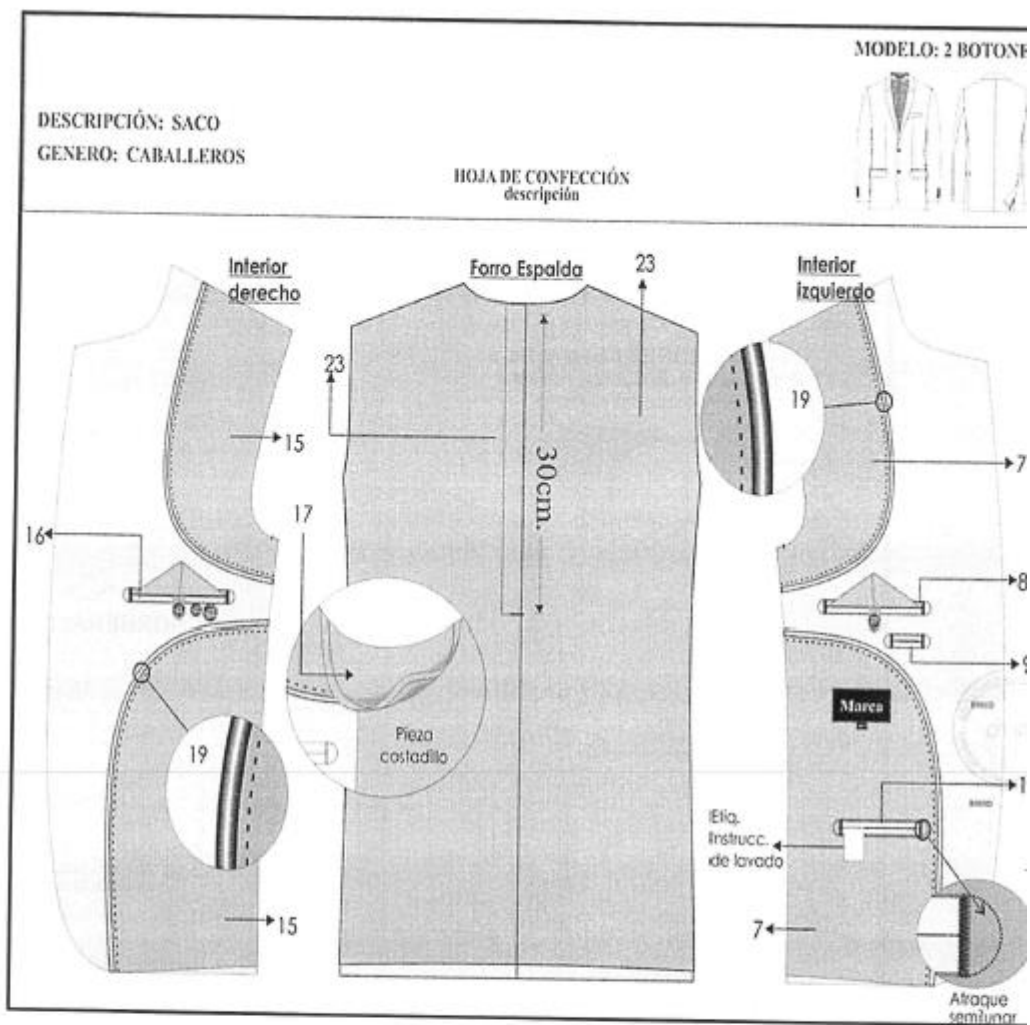 MODELO: 2 BOTONE
DESCRIPCIÓN: SACO
GENERO: CABALLEROS
HOJA DE CONFECCIÓN
descripción
Interior
derecho
Forro Espalda
23
Interior
izquierdo
23
19
15
30cm.
7
17
16
8
9
Marca
Pieza
costadillo
19
1
Etiq.
Instrucc.
de lavado
15
7
Atraque
semilunar